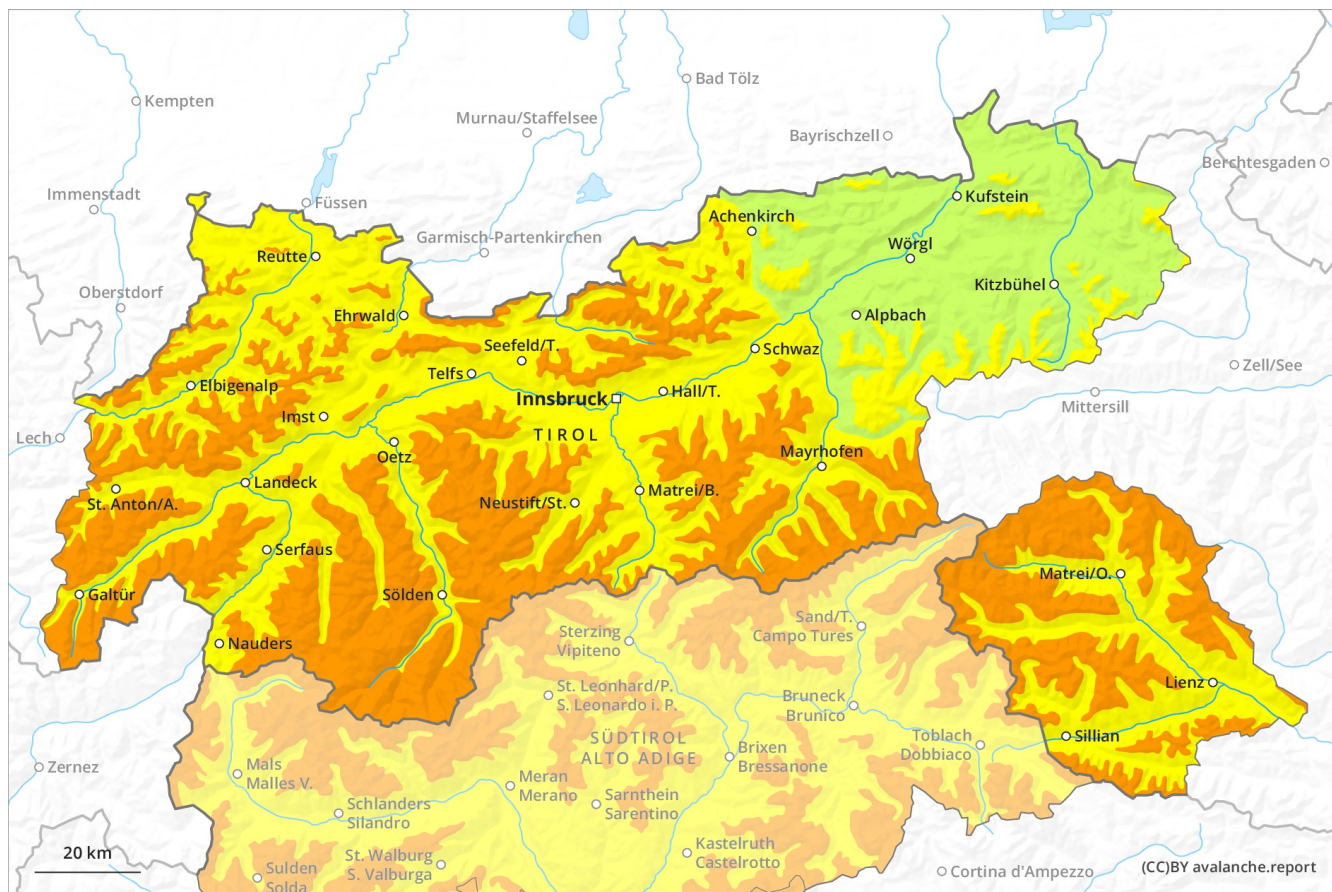 Bad Tölz
Kempten
Murnau/Staffelsee
Bayrischzell
Berchtesgaden
Immenstadt
Füssen
Kufstein
Achenkirch
Garmisch-Partenkirchen
Reutte
Wörgl
Oberstdorf
Kitzbühel
Ehrwald
Alpbach
Seefeld/T.
Schwaz
Zell/See
Telfs
Elbigenalp
Hall/T.
Innsbruck
Mittersill
Imst
TIROL
Lech
Oetz
Mayrhofen
Landeck
Matrei/B.
St. Anton/A.
Neustift/St.
Serfaus
Matrei/O.
Galtür
Sölden
Sand/T.
Campo Tures
Sterzing
Vipiteno
Nauders
Lienz
St. Leonhard/P.
S. Leonardo i. P.
Bruneck
Brunico
Sillian
SÜDTIROL
ALTO ADIGE
Toblach
Dobbiaco
Brixen
Bressanone
Zernez
Mals
Malles V.
Meran
Merano
Sarnthein
Sarentino
Schlanders
Silandro
Kastelruth
Castelrotto
20 km
St. Walburg
S. Valburga
Sulden
Solda
Cortina d'Ampezzo
(CC)BY avalanche.report